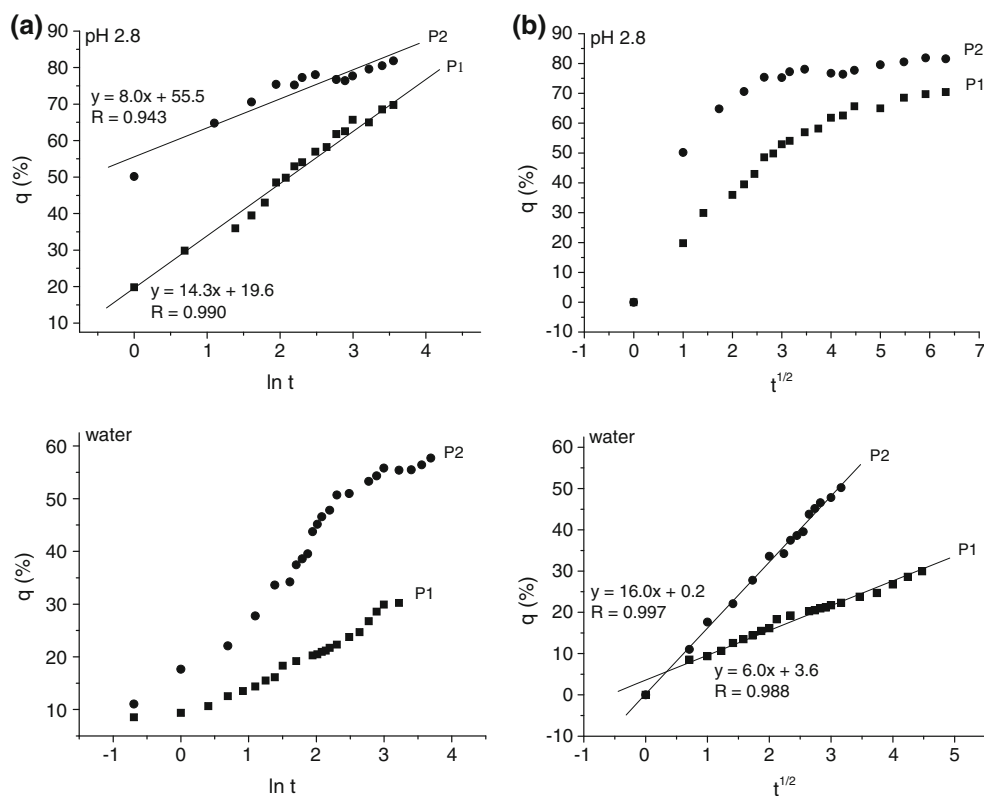 (a)
pH 2.8
P2
P1
y = 8.0x + 55.5
R = 0.943
y = 14.3x + 19.6
R = 0.990
90
80
70
60
50
40
30
20
10
q (%)
0 1 2 3 4
ln t
(b)
pH 2.8
P2
P1
90
80
70
60
50
40
30
20
10
0
-10
q (%)
-1 0 1 2 3 4 5 6 7
t^1/2
water
P2
P1
60
50
40
30
20
10
q (%)
-1 0 1 2 3 4
ln t
water
P2
P1
y = 16.0x + 0.2
R = 0.997
y = 6.0x + 3.6
R = 0.988
60
50
40
30
20
10
0
-10
q (%)
-1 0 1 2 3 4 5
t^1/2